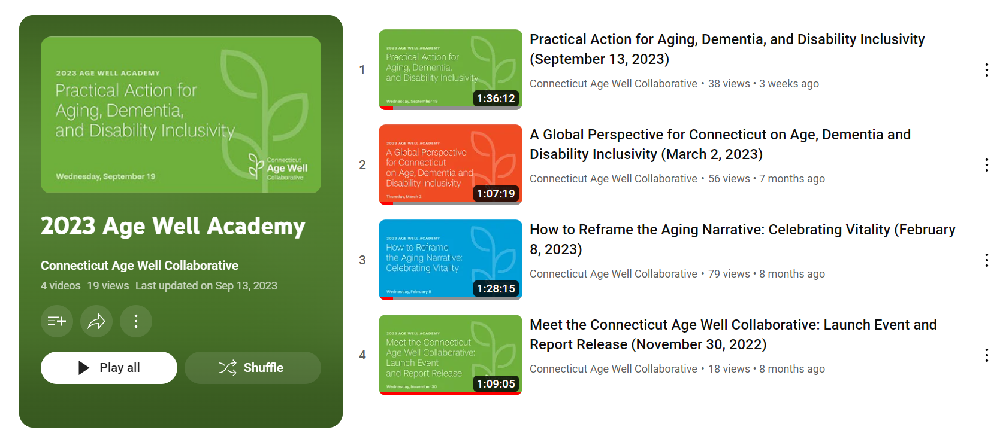 2023 AGE WELL ACADEMY
Practical Action for
Aging, Dementia,
and Disability Inclusivity
Wednesday, September 19
Connecticut
Age Well
Collaborative
2023 Age Well Academy
Connecticut Age Well Collaborative
4 videos 19 views Last updated on Sep 13, 2023
Play all
Shuffle
1
2023 AGE WELL ACADEMY
Practical Action for
Aging, Dementia,
and Disability Inclusivity
Wednesday, September 19
1:36:12
Practical Action for Aging, Dementia, and Disability Inclusivity
(September 13, 2023)
Connecticut Age Well Collaborative • 38 views • 3 weeks ago
2
2023 AGE WELL ACADEMY
A Global Perspective
for Connecticut
on Age, Dementia and
Disability Inclusivity
Thursday, March 2
1:07:19
A Global Perspective for Connecticut on Age, Dementia and
Disability Inclusivity (March 2, 2023)
Connecticut Age Well Collaborative • 56 views • 7 months ago
3
2023 AGE WELL ACADEMY
How to Reframe
the Aging Narrative:
Celebrating Vitality
Wednesday, February 8
1:28:15
How to Reframe the Aging Narrative: Celebrating Vitality (February
8, 2023)
Connecticut Age Well Collaborative • 79 views • 8 months ago
4
2023 AGE WELL ACADEMY
Meet the Connecticut
Age Well Collaborative:
Launch Event
and Report Release
Wednesday, November 30
1:09:05
Meet the Connecticut Age Well Collaborative: Launch Event and
Report Release (November 30, 2022)
Connecticut Age Well Collaborative • 18 views • 8 months ago